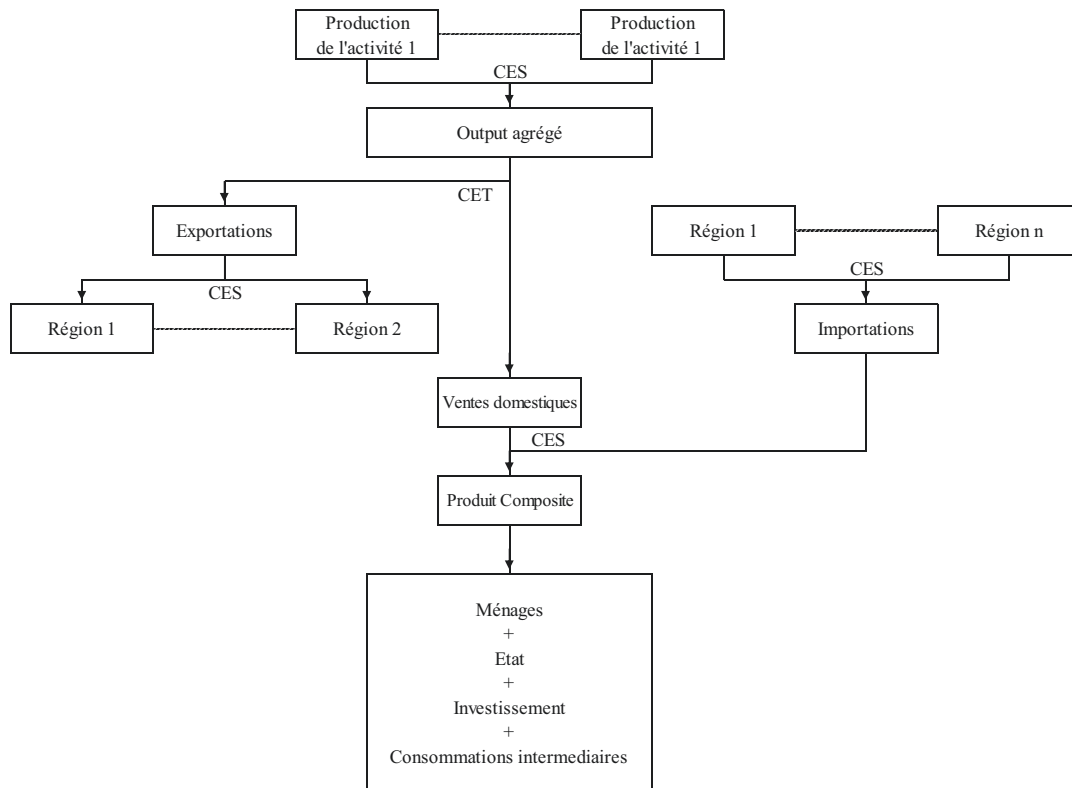 Production
de l'activité 1
Production
de l'activité 1
CES
Output agrégé
CET
Exportations
Région 1
Région n
CES
CES
Région 1
Région 2
Importations
Ventes domestiques
CES
Produit Composite
Ménages
+
Etat
+
Investissement
+
Consommations intermediaires